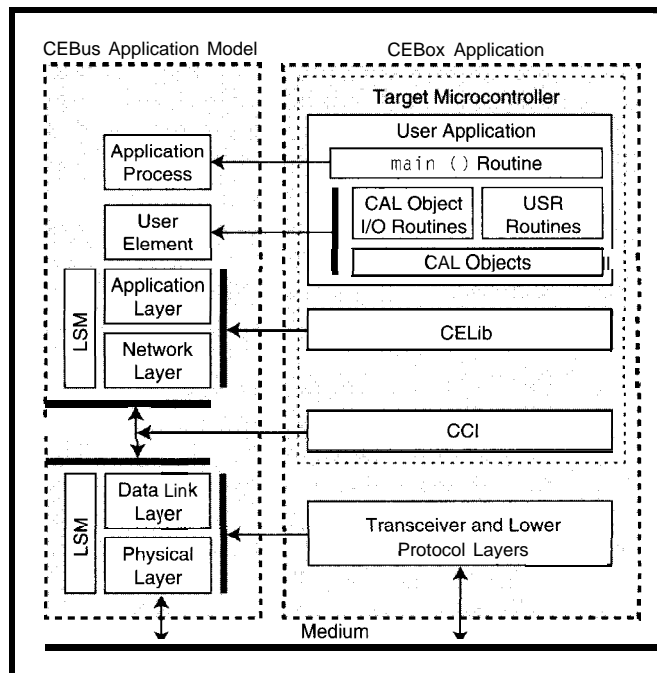 CEBus Application Model
CEBox Application
Target Microcontroller
User Application
main () Routine
CAL Object
I/O Routines
USR
Routines
CAL Objects
Application
Process
User
Element
LSM
Application
Layer
Network
Layer
CELib
CCI
LSM
Data Link
Layer
Physical
Layer
Transceiver and Lower
Protocol Layers
Medium